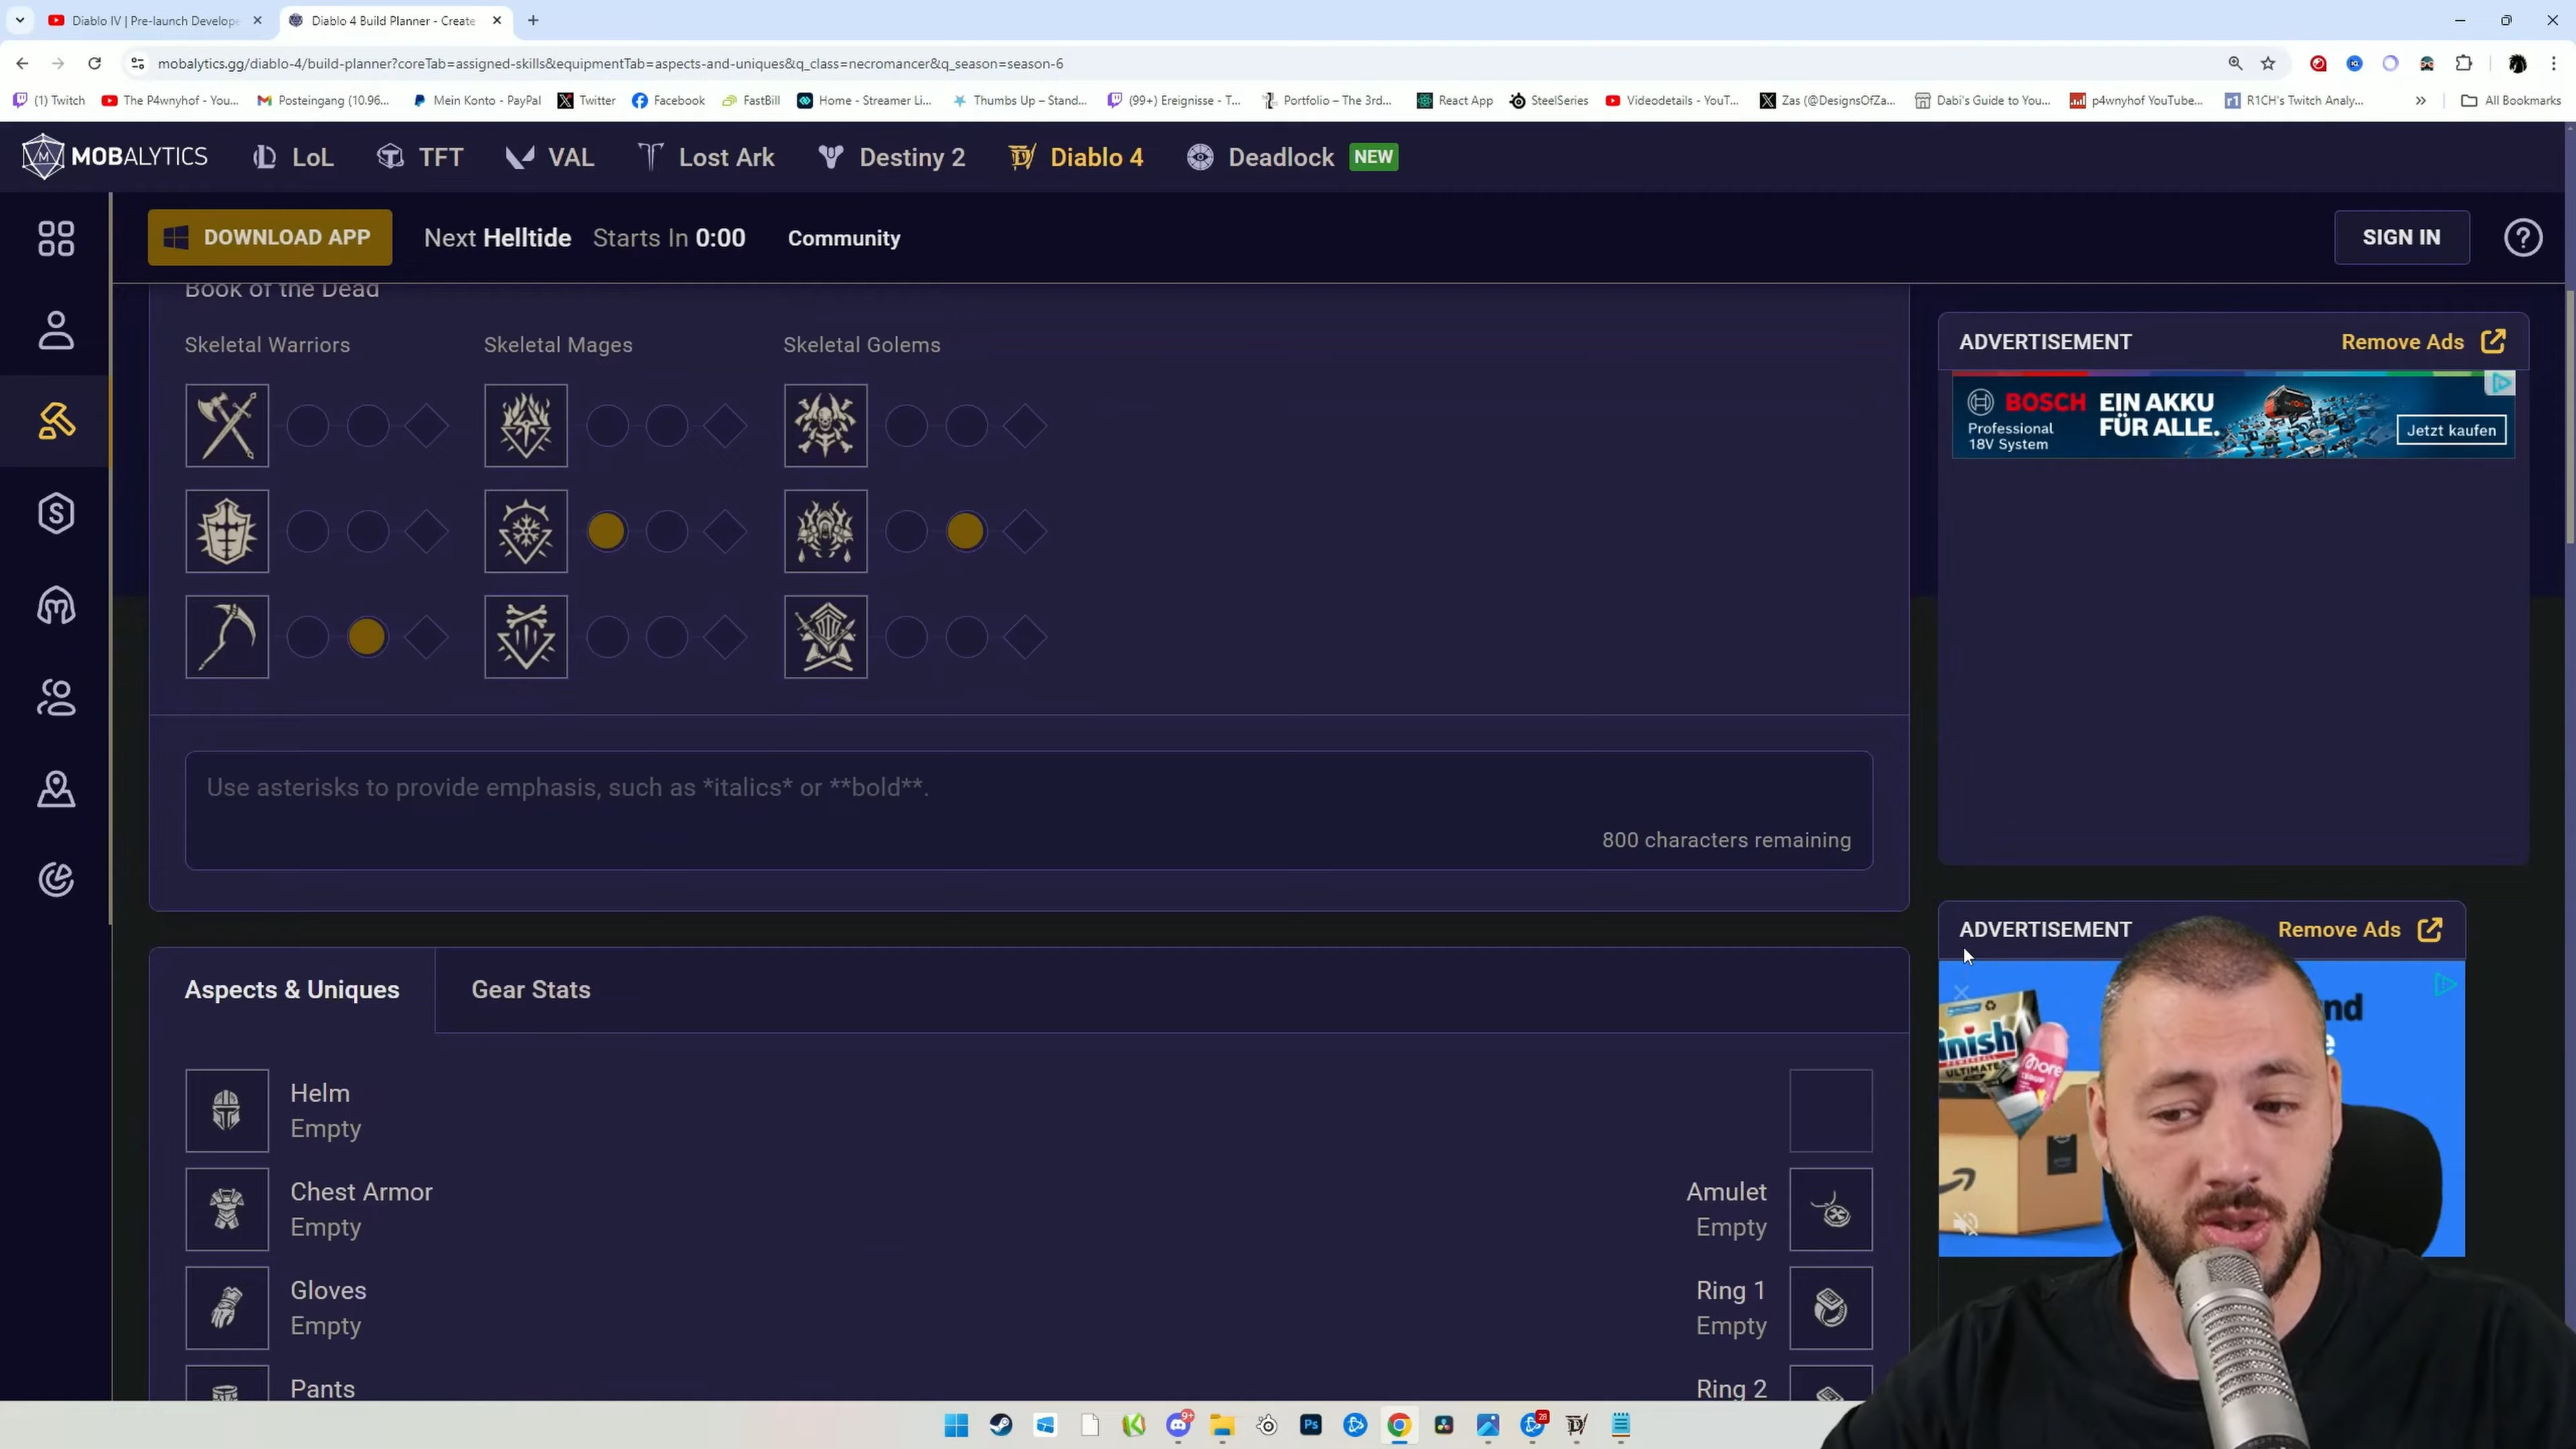 Diablo IV | Pre-launch Develope
Diablo 4 Build Planner - Create
mobalytics.gg/diablo-4/build-planner?coreTab=assigned-skills&equipmentTab=aspects-and-uniques&q_class=necromancer&q_season=season-6
(1) Twitch
The P4wnyhof - You...
Posteingang (10.96...
Mein Konto - PayPal
Twitter
Facebook
FastBill
Home - Streamer Li...
Thumbs Up – Stand...
(99+) Ereignisse - T...
Portfolio – The 3rd...
React App
SteelSeries
Videodetails - YouT...
Zas (@DesignsOfZa...
Dabi's Guide to You...
p4wnyhof YouTube...
R1CH's Twitch Analy...
All Bookmarks
MOBALYTICS
LoL
TFT
VAL
Lost Ark
Destiny 2
Diablo 4
Deadlock
NEW
DOWNLOAD APP
Next Helltide Starts In 0:00
Community
SIGN IN
Book of the Dead
Skeletal Warriors
Skeletal Mages
Skeletal Golems
ADVERTISEMENT
Remove Ads
BOSCH
Professional
18V System
EIN AKKU
FÜR ALLE.
Jetzt kaufen
Use asterisks to provide emphasis, such as *italics* or **bold**.
800 characters remaining
ADVERTISEMENT
Remove Ads
nd
e
inish
ULTIMATE
more
Aspects & Uniques
Gear Stats
Helm
Empty
Chest Armor
Empty
Amulet
Empty
Gloves
Empty
Ring 1
Empty
Pants
Ring 2
9+
Ps
28